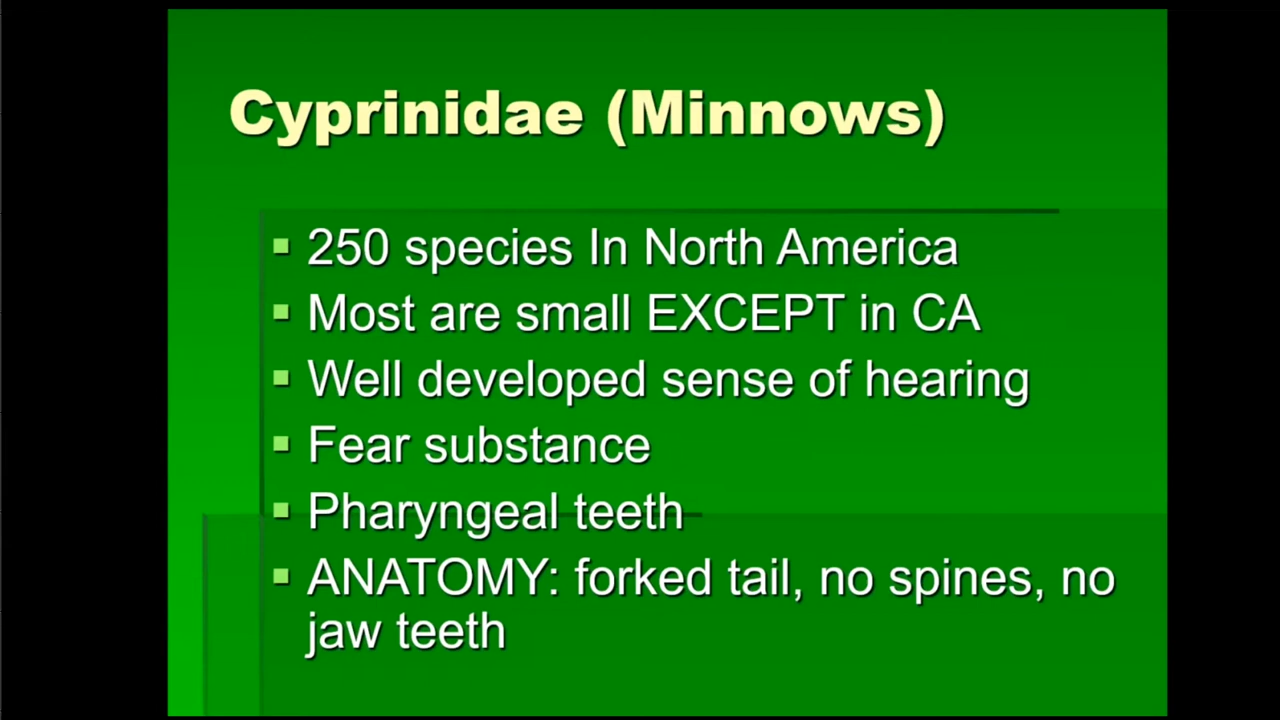 Cyprinidae (Minnows)
250 species In North America
Most are small EXCEPT in CA
Well developed sense of hearing
Fear substance
Pharyngeal teeth
ANATOMY: forked tail, no spines, no
jaw teeth